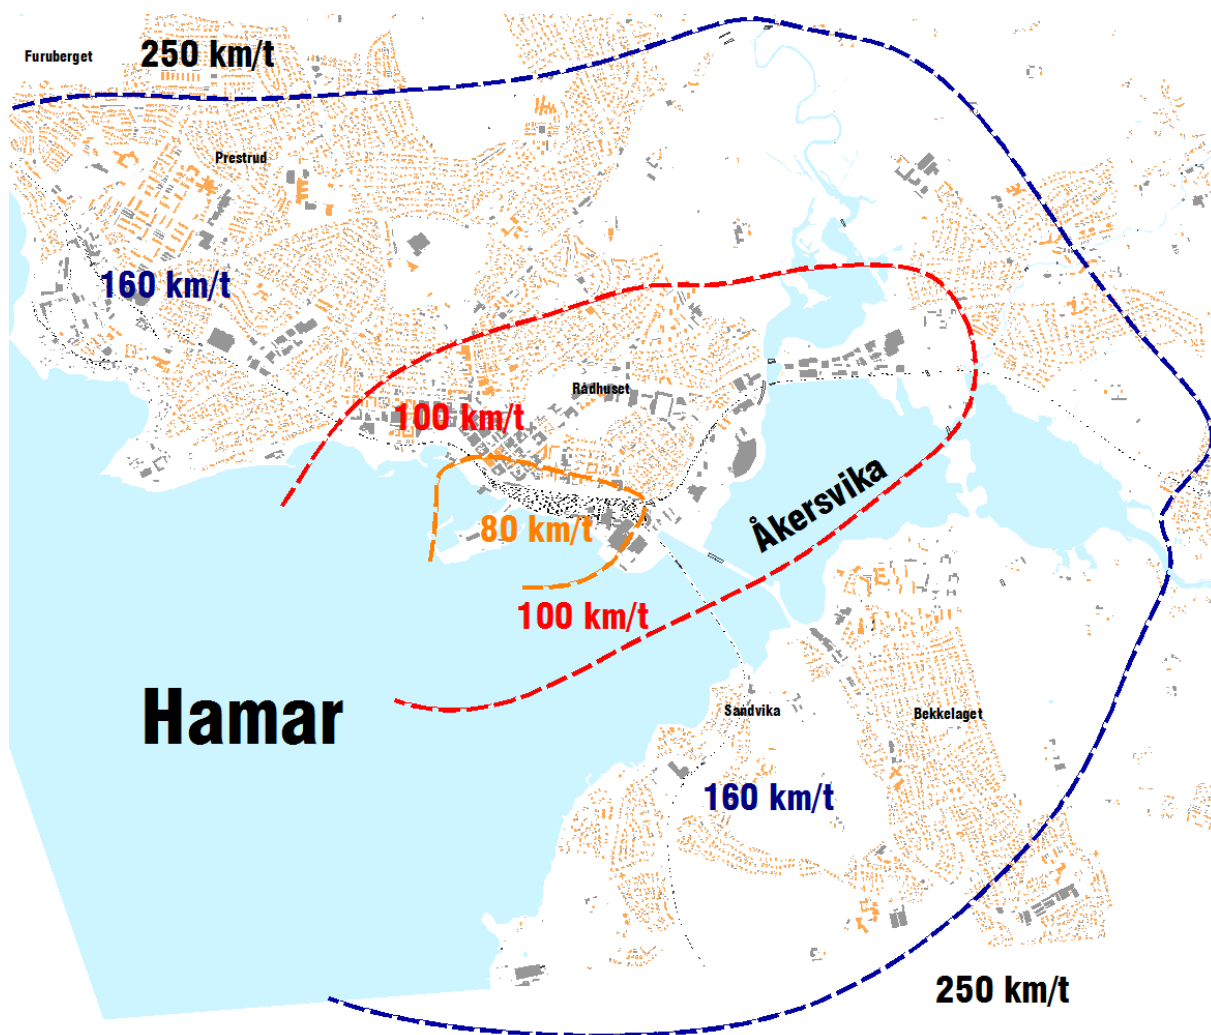 Furuberget
250 km/t
Prestrud
160 km/t
Rådhuset
100 km/t
Åkersvika
80 km/t
100 km/t
Hamar
Sandvika
Bekkelaget
160 km/t
250 km/t